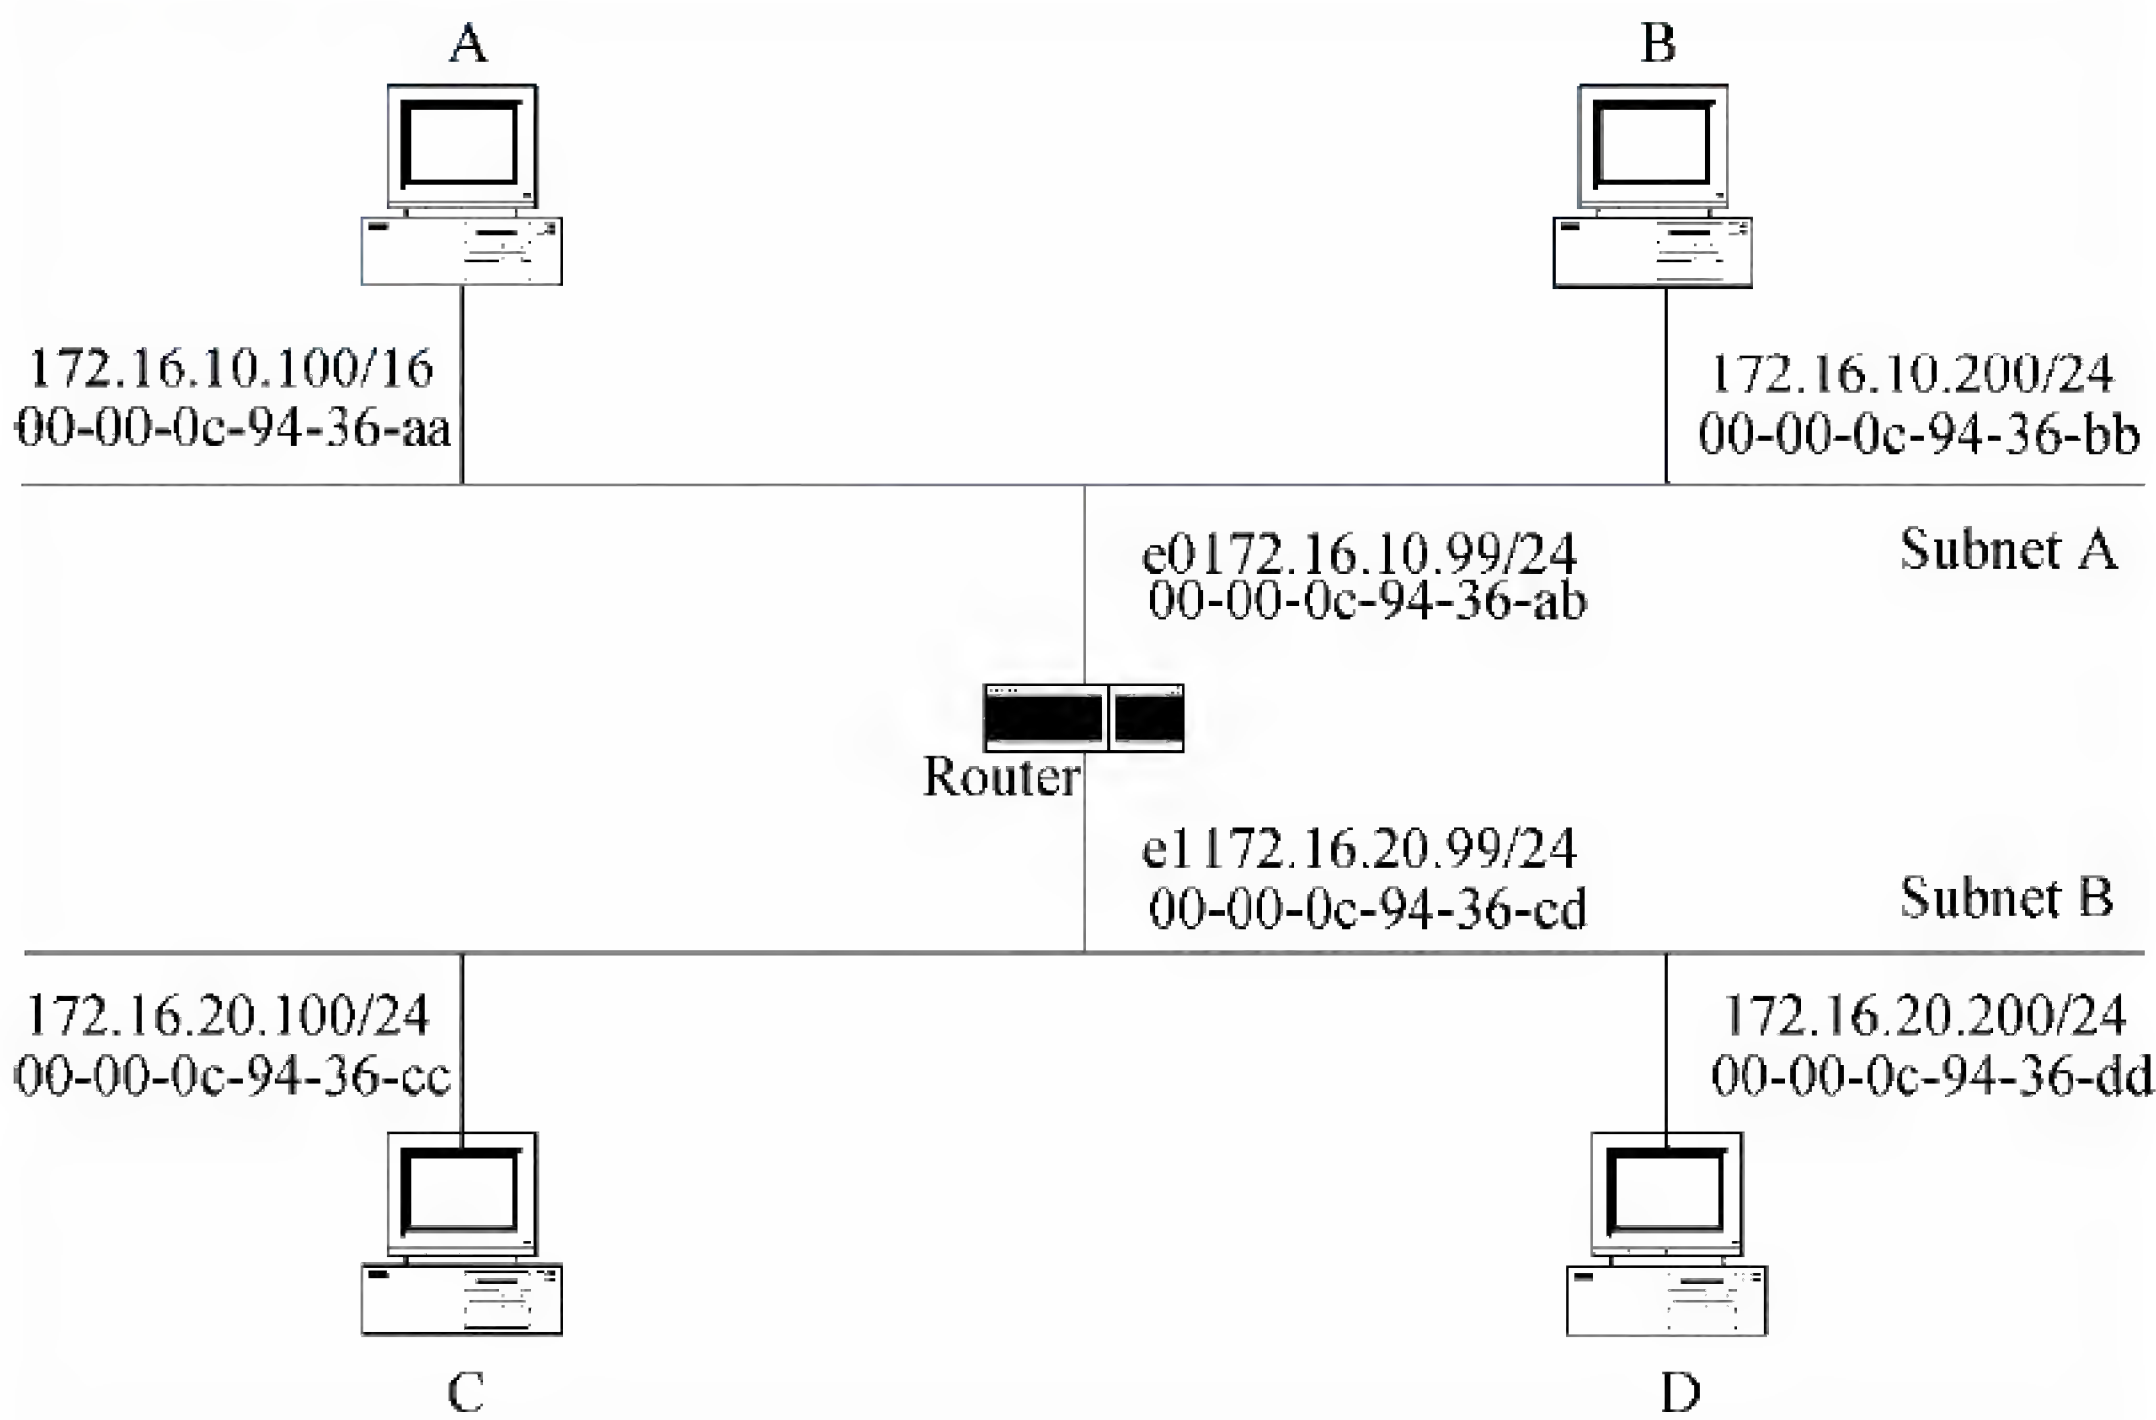 A
B
172.16.10.100/16
00-00-0c-94-36-aa
172.16.10.200/24
00-00-0c-94-36-bb
e0172.16.10.99/24
00-00-0c-94-36-ab
Subnet A
Router
e1172.16.20.99/24
00-00-0c-94-36-cd
Subnet B
172.16.20.100/24
00-00-0c-94-36-cc
172.16.20.200/24
00-00-0c-94-36-dd
C
D